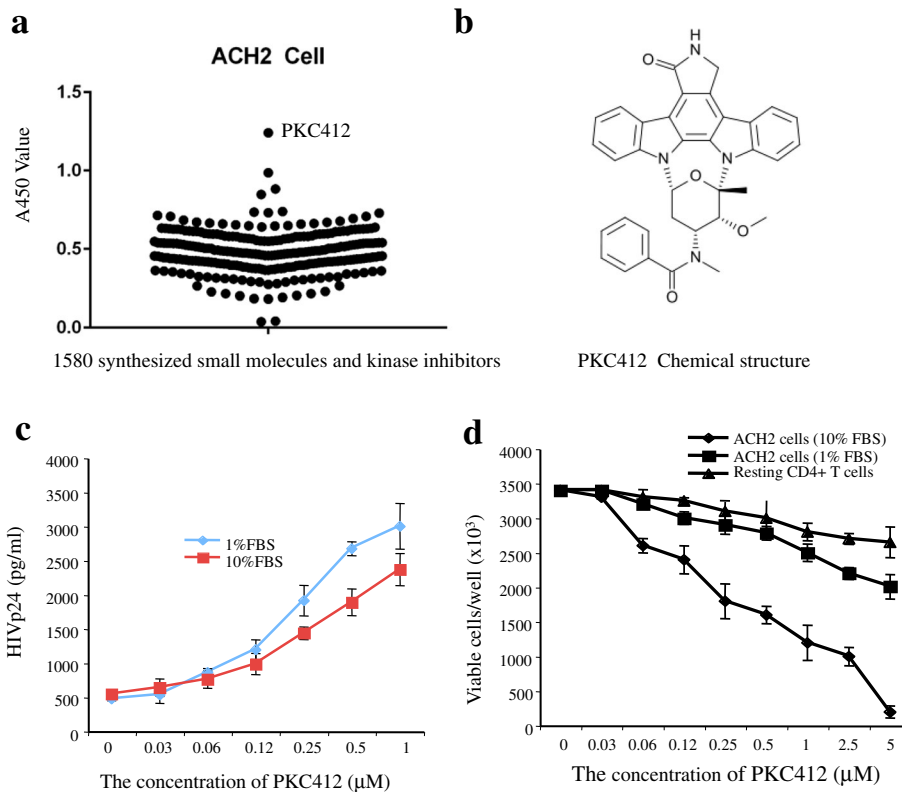 a
ACH2 Cell
1.5
1.0
0.5
0.0
A450 Value
PKC412
1580 synthesized small molecules and kinase inhibitors
b
H
N
O
N
N
O
O
N
O
PKC412 Chemical structure
c
4000
3500
3000
2500
2000
1500
1000
500
0
HIVp24 (pg/ml)
1%FBS
10%FBS
0 0.03 0.06 0.12 0.25 0.5 1
The concentration of PKC412 (μM)
d
4000
3500
3000
2500
2000
1500
1000
500
0
Viable cells/well (x10³)
ACH2 cells (10% FBS)
ACH2 cells (1% FBS)
Resting CD4+ T cells
0 0.03 0.06 0.12 0.25 0.5 1 2.5 5
The concentration of PKC412 (μM)